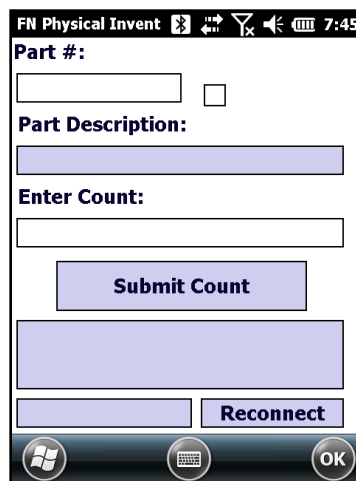 FN Physical Invent 7:45
Part #:
Part Description:
Enter Count:
Submit Count
Reconnect
OK